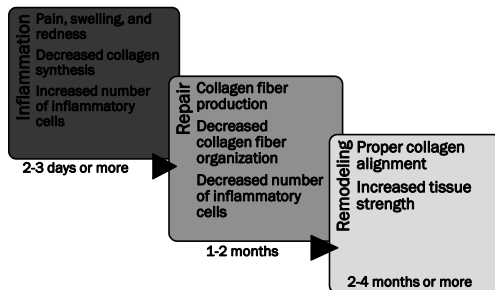 Inflammation
Pain, swelling, and
redness
Decreased collagen
synthesis
Increased number
of inflammatory
cells
2-3 days or more
Repair
Collagen fiber
production
Decreased
collagen fiber
organization
Decreased number
of inflammatory
cells
1-2 months
Remodeling
Proper collagen
alignment
Increased tissue
strength
2-4 months or more